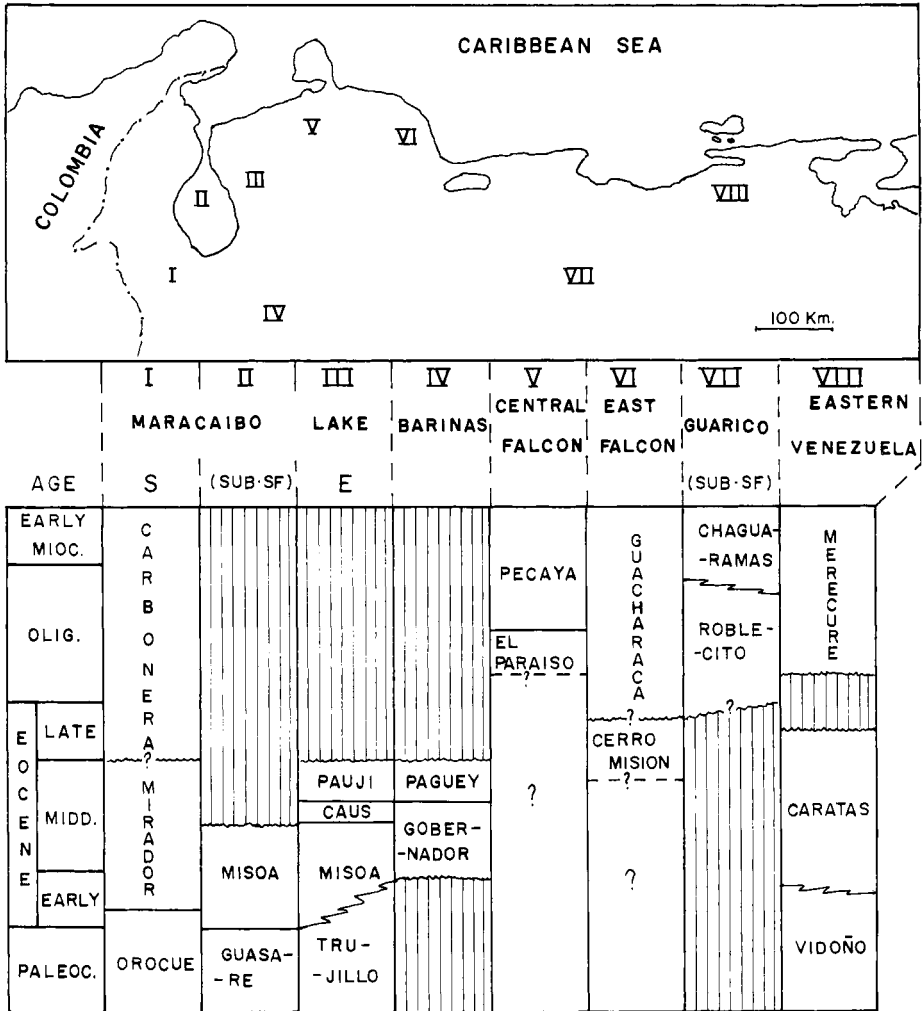 CARIBBEAN SEA
COLOMBIA
V
VI
III
II
VIII
I
VII
IV
100 Km.
I II III IV V VI VII VIII
MARACAIBO LAKE
BARINAS
CENTRAL
FALCON
EAST
FALCON
GUARICO
EASTERN
VENEZUELA
AGE
S
(SUB-SF)
E
(SUB-SF)
EARLY
MIOC.
OLIG.
EOCENE
LATE
MIDD.
EARLY
PALEOC.
CARBONERA
?
MIRADOR
OROCUE
MISOA
GUASA-
-RE
PAUJI
CAUS
MISOA
TRU-
-JILLO
PAGUEY
GOBER-
-NADOR
PECAYA
EL
PARAISO
?
?
GUACHARACA
?
CERRO
MISION
?
?
CHAGUA-
-RAMAS
ROBLE-
-CITO
?
MERECURE
CARATAS
VIDOÑO